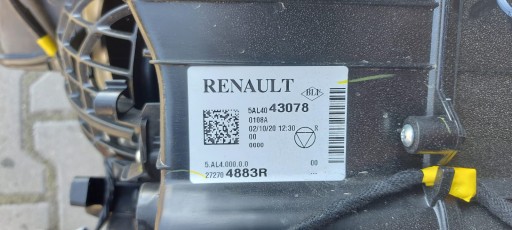 RENAULT
BLI
5AL40 43078
0108A
02/10/20 12:30
R
00
0000
5.AL4.000.0.0 00
27270 4883R ---